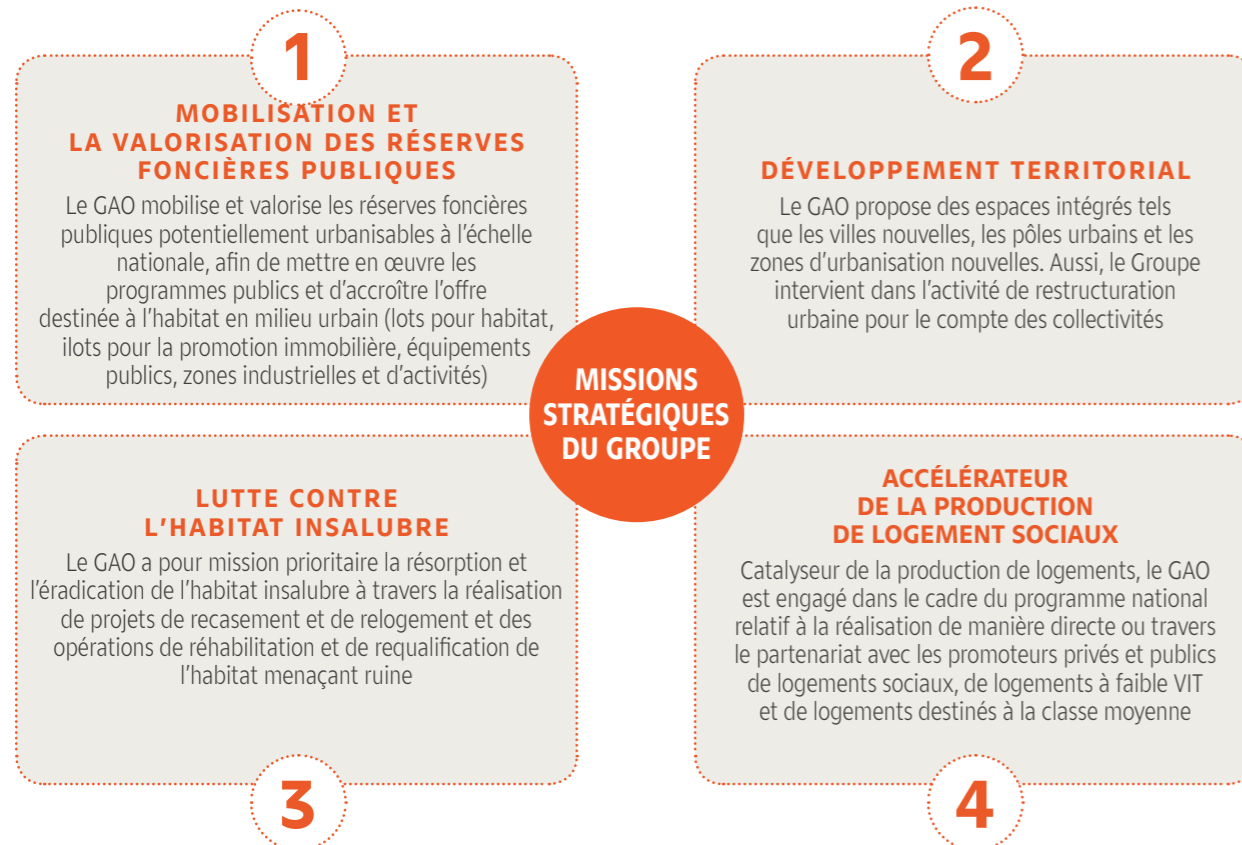 1
MOBILISATION ET
LA VALORISATION DES RÉSERVES
FONCIÈRES PUBLIQUES
Le GAO mobilise et valorise les réserves foncières
publiques potentiellement urbanisables à l’échelle
nationale, afin de mettre en œuvre les
programmes publics et d’accroître l’offre
destinée à l’habitat en milieu urbain (lots pour habitat,
ilots pour la promotion immobilière, équipements
publics, zones industrielles et d’activités)
2
DÉVELOPPEMENT TERRITORIAL
Le GAO propose des espaces intégrés tels
que les villes nouvelles, les pôles urbains et les
zones d’urbanisation nouvelles. Aussi, le Groupe
intervient dans l’activité de restructuration
urbaine pour le compte des collectivités
MISSIONS
STRATÉGIQUES
DU GROUPE
LUTTE CONTRE
L’HABITAT INSALUBRE
Le GAO a pour mission prioritaire la résorption et
l’éradication de l’habitat insalubre à travers la réalisation
de projets de recasement et de relogement et des
opérations de réhabilitation et de requalification de
l’habitat menaçant ruine
3
ACCÉLÉRATEUR
DE LA PRODUCTION
DE LOGEMENT SOCIAUX
Catalyseur de la production de logements, le GAO
est engagé dans le cadre du programme national
relatif à la réalisation de manière directe ou travers
le partenariat avec les promoteurs privés et publics
de logements sociaux, de logements à faible VIT
et de logements destinés à la classe moyenne
4